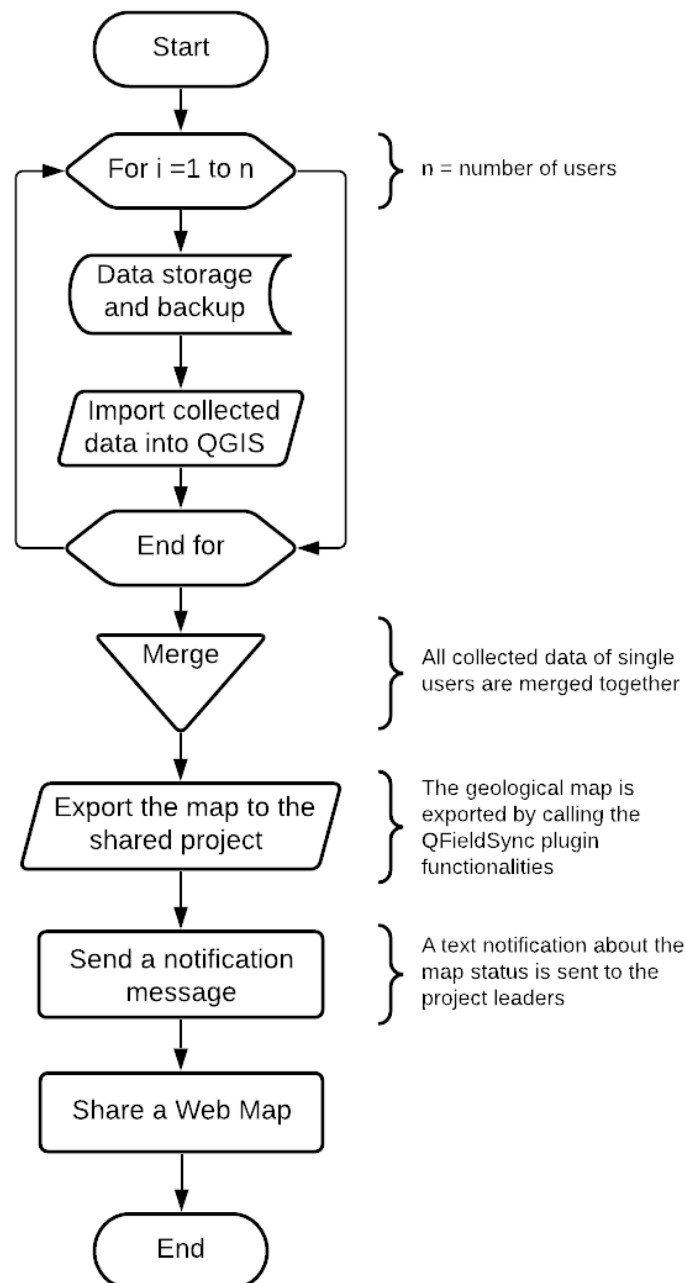 Start
For i =1 to n
n = number of users
Data storage
and backup
Import collected
data into QGIS
End for
Merge
All collected data of single
users are merged together
Export the map to the
shared project
The geological map is
exported by calling the
QFieldSync plugin
functionalities
Send a notification
message
A text notification about the
map status is sent to the
project leaders
Share a Web Map
End